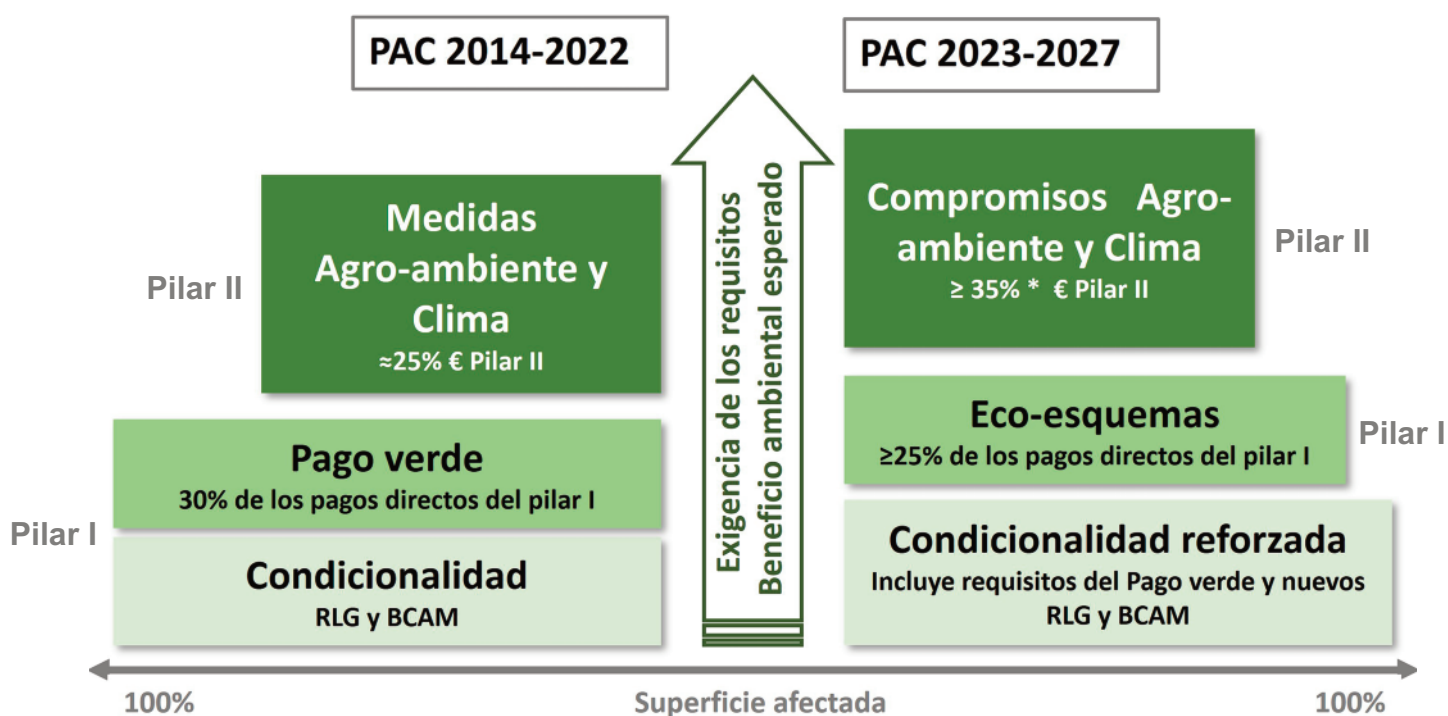 PAC 2014-2022
PAC 2023-2027
Medidas
Agro-ambiente y
Clima
≈25% € Pilar II
Pilar II
Pago verde
30% de los pagos directos del pilar I
Pilar I
Condicionalidad
RLG y BCAM
Exigencia de los requisitos
Beneficio ambiental esperado
Compromisos Agro-
ambiente y Clima
≥ 35% * € Pilar II
Pilar II
Eco-esquemas
≥25% de los pagos directos del pilar I
Pilar I
Condicionalidad reforzada
Incluye requisitos del Pago verde y nuevos
RLG y BCAM
100%
Superficie afectada
100%